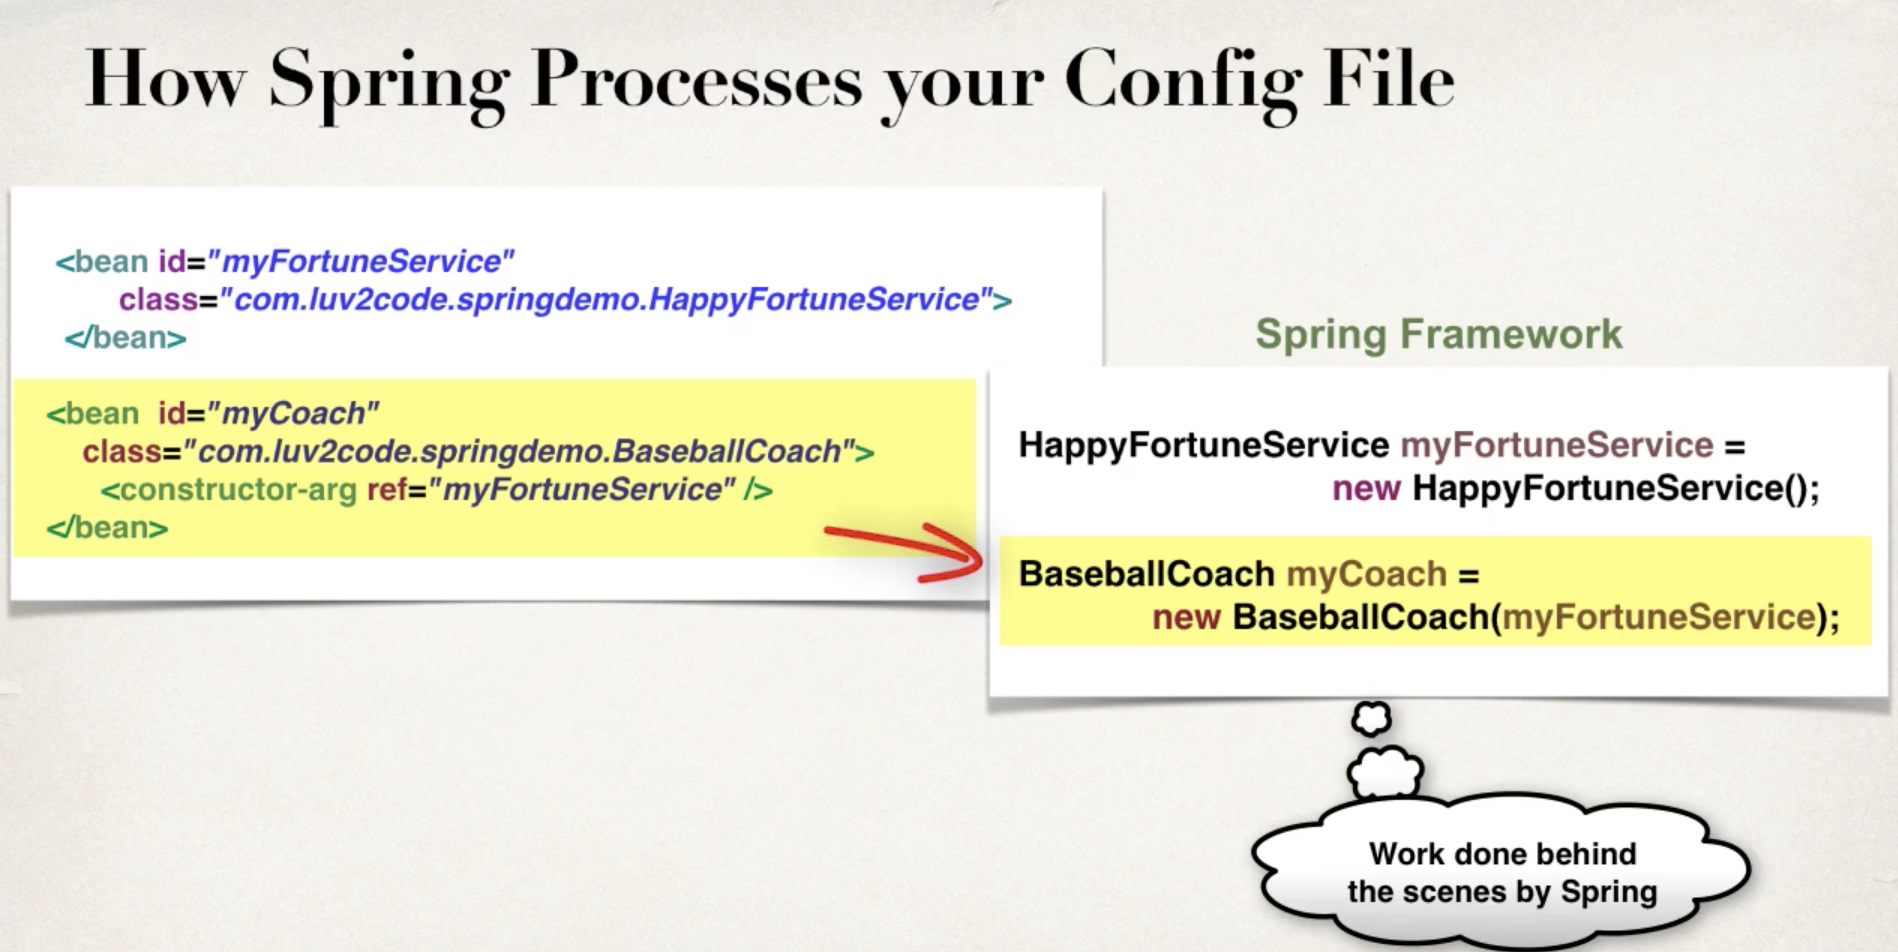 How Spring Processes your Config File
<bean id="myFortuneService"
class="com.luv2code.springdemo.HappyFortuneService">
</bean>
<bean id="myCoach"
class="com.luv2code.springdemo.BaseballCoach">
<constructor-arg ref="myFortuneService" />
</bean>
Spring Framework
HappyFortuneService myFortuneService =
new HappyFortuneService();
BaseballCoach myCoach =
new BaseballCoach(myFortuneService);
Work done behind
the scenes by Spring